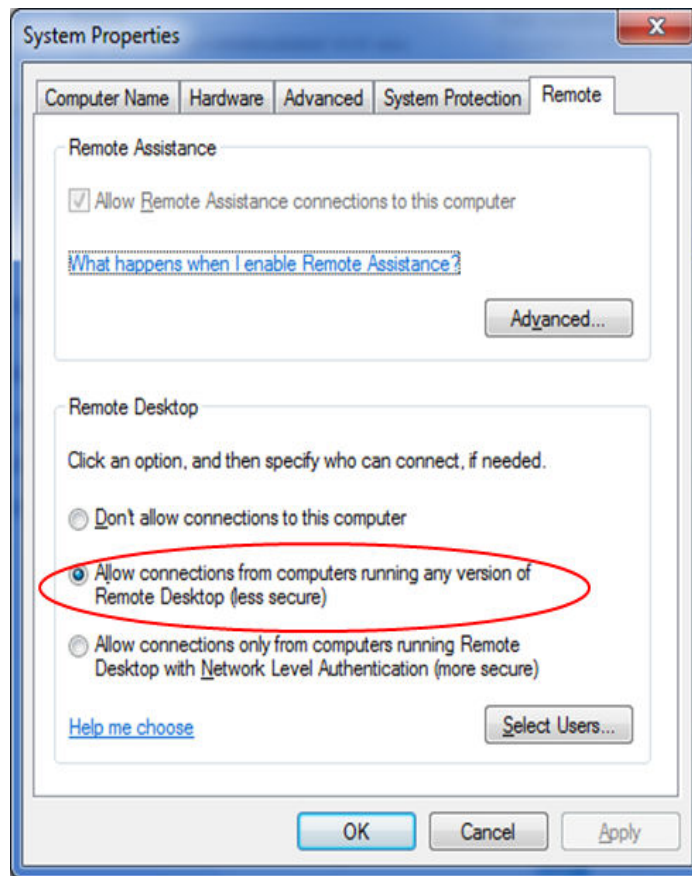 System Properties
Computer Name Hardware Advanced System Protection Remote
Remote Assistance
Allow Remote Assistance connections to this computer
What happens when I enable Remote Assistance?
Advanced...
Remote Desktop
Click an option, and then specify who can connect, if needed.
Don't allow connections to this computer
Allow connections from computers running any version of
Remote Desktop (less secure)
Allow connections only from computers running Remote
Desktop with Network Level Authentication (more secure)
Help me choose
Select Users...
OK Cancel Apply